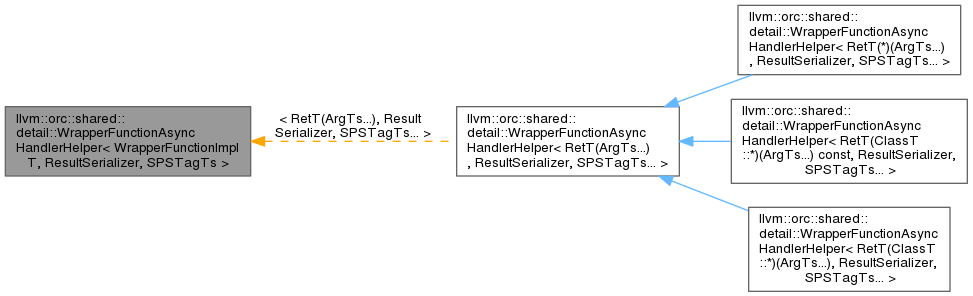 llvm::orc::shared::
detail::WrapperFunctionAsync
HandlerHelper< WrapperFunctionImpl
T, ResultSerializer, SPSTagTs >
< RetT(ArgTs...), Result
Serializer, SPSTagTs... >
llvm::orc::shared::
detail::WrapperFunctionAsync
HandlerHelper< RetT(ArgTs...)
, ResultSerializer, SPSTagTs... >
llvm::orc::shared::
detail::WrapperFunctionAsync
HandlerHelper< RetT(*)(ArgTs...)
, ResultSerializer, SPSTagTs... >
llvm::orc::shared::
detail::WrapperFunctionAsync
HandlerHelper< RetT(ClassT
::*)(ArgTs...) const, ResultSerializer,
SPSTagTs... >
llvm::orc::shared::
detail::WrapperFunctionAsync
HandlerHelper< RetT(ClassT
::*)(ArgTs...), ResultSerializer,
SPSTagTs... >